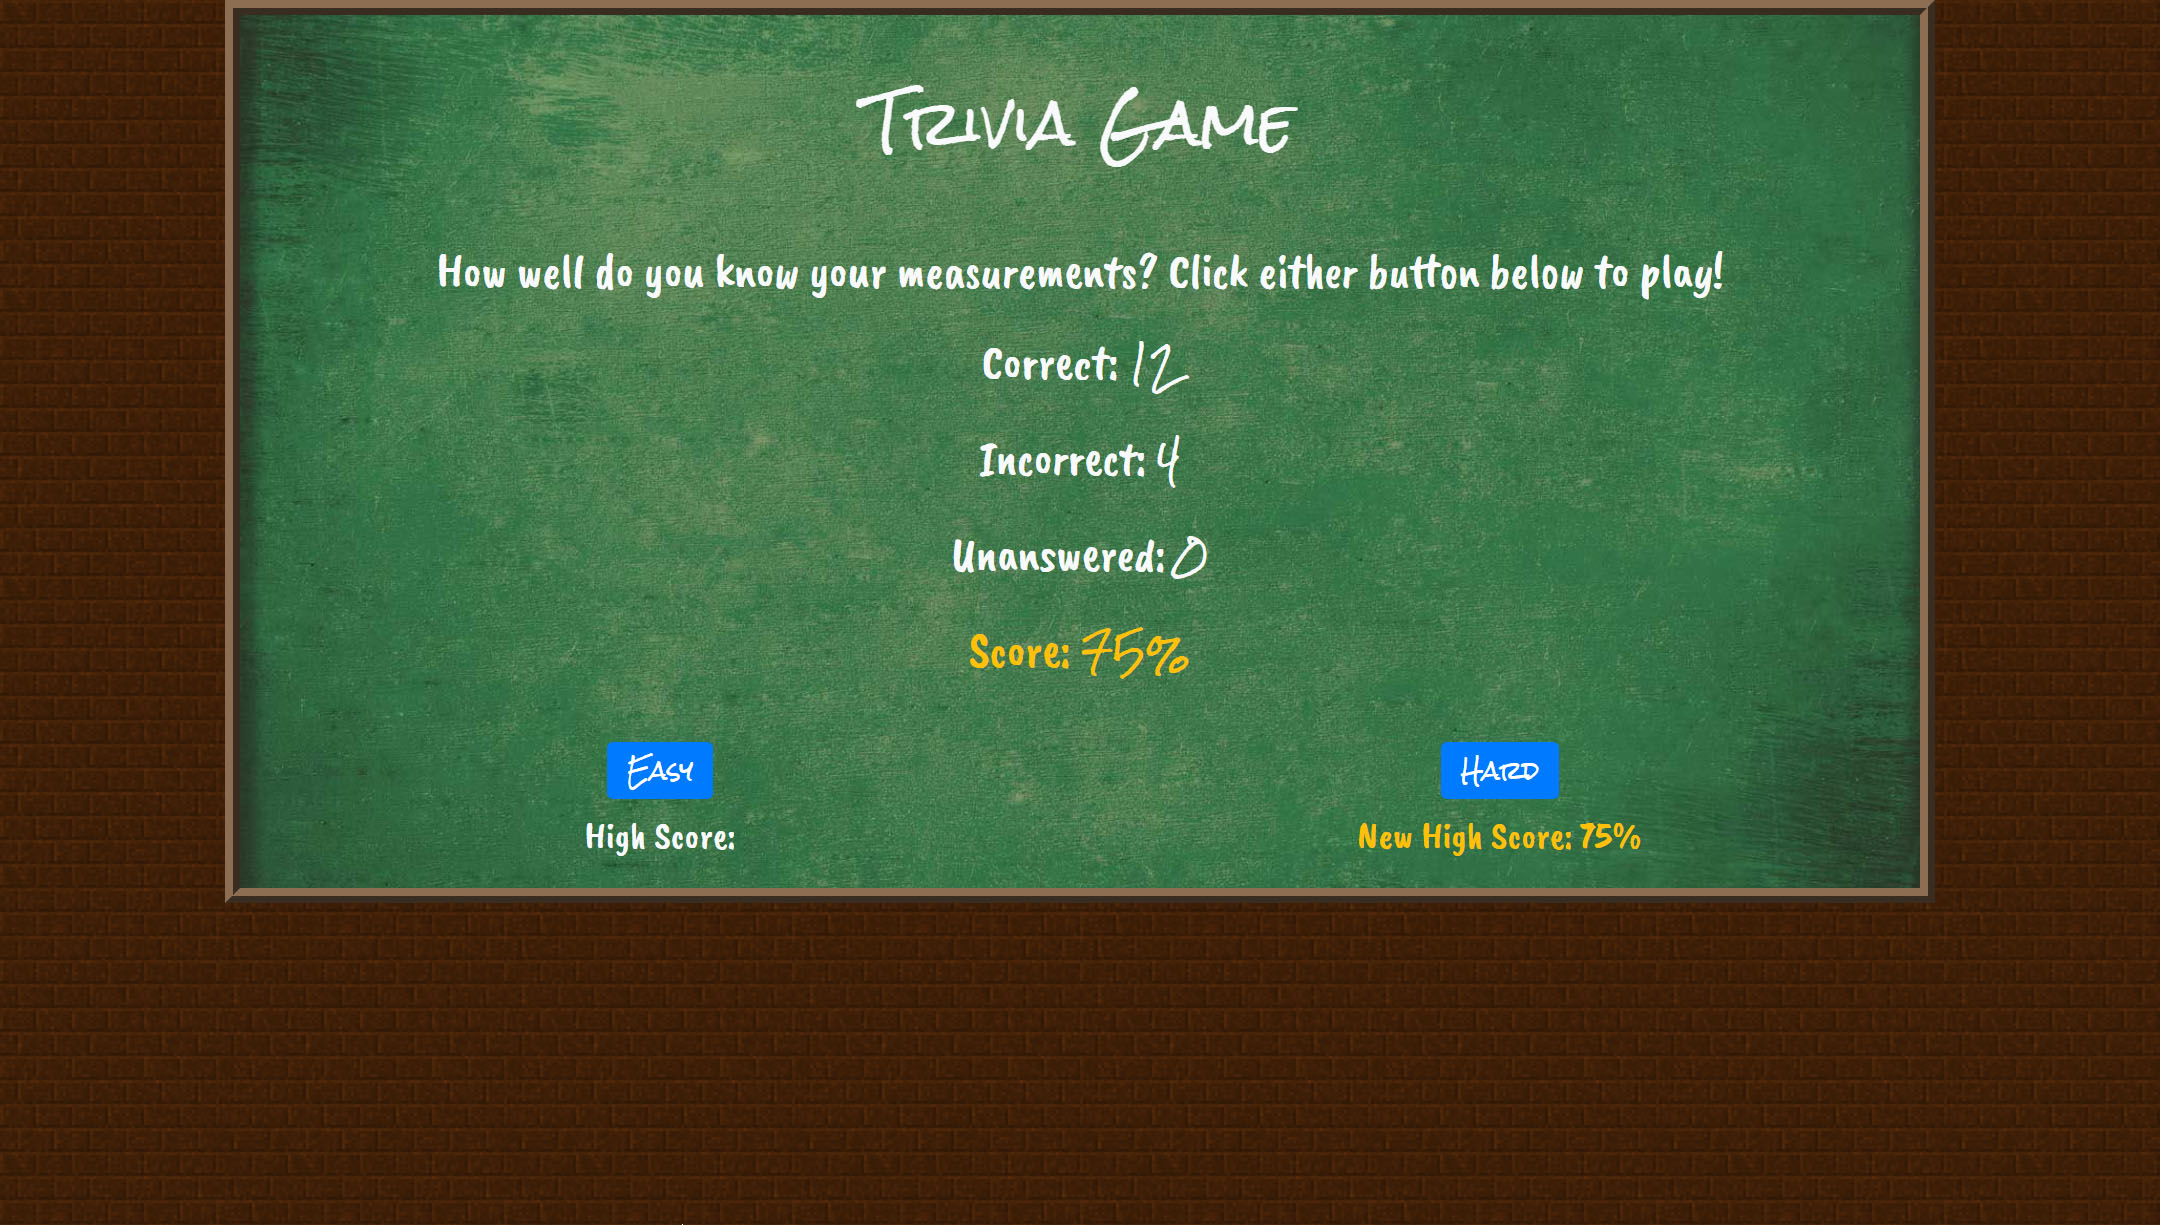 Trivia Game
How well do you know your measurements? Click either button below to play!
Correct: 12
Incorrect: 4
Unanswered: 0
Score: 75%
Easy
Hard
High Score:
New High Score: 75%